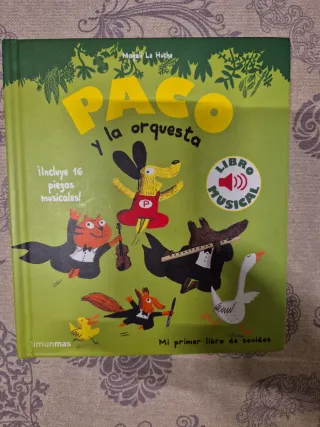 Magali Le Huche
PACO
y la orquesta
¡Incluye 16
piezas
musicales!
LIBRO
MUSICAL
P
timunmas
Mi primer libro de sonidos